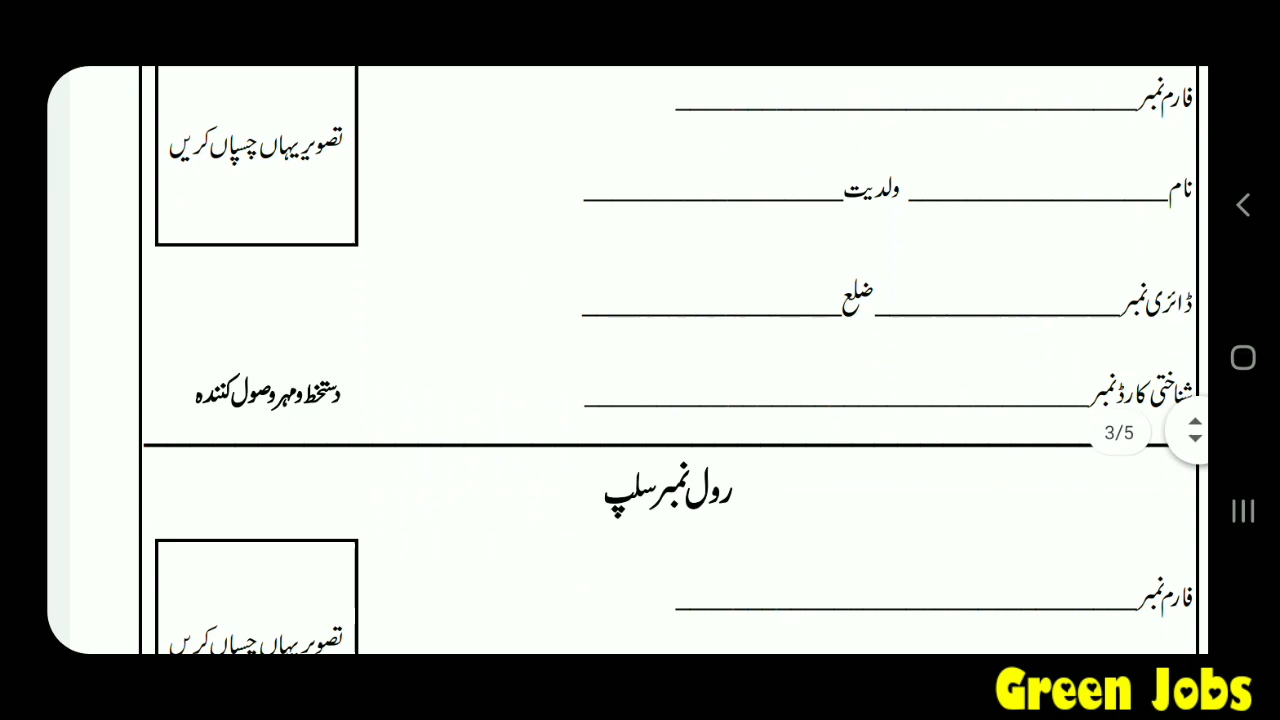 فارم نمبر
تصویر یہاں چسپاں کریں
نام ولدیت
ڈائری نمبر ضلع
شناختی کارڈ نمبر
دستخط و مہر وصول کنندہ
3/5
رول نمبر سلپ
فارم نمبر
تصویر یہاں چسپاں کریں
Green Jobs